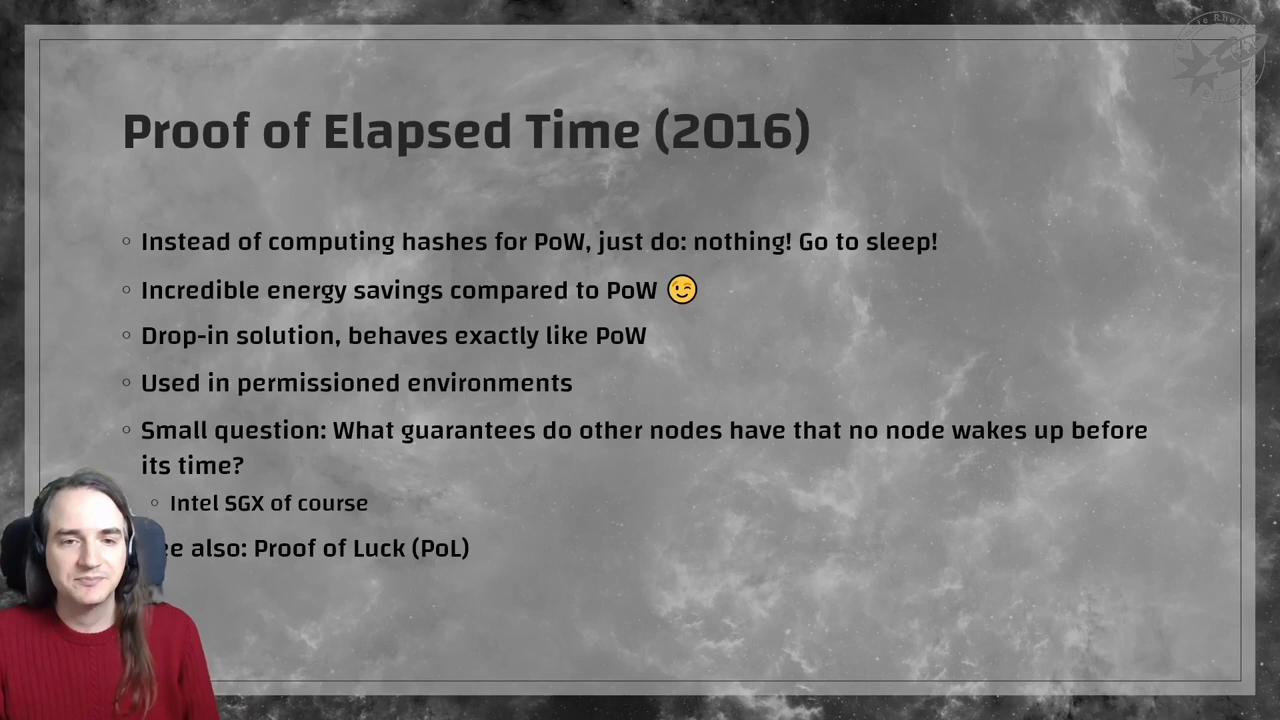 Proof of Elapsed Time (2016)
Instead of computing hashes for PoW, just do: nothing! Go to sleep!
Incredible energy savings compared to PoW 😉
Drop-in solution, behaves exactly like PoW
Used in permissioned environments
Small question: What guarantees do other nodes have that no node wakes up before
its time?
Intel SGX of course
ee also: Proof of Luck (PoL)